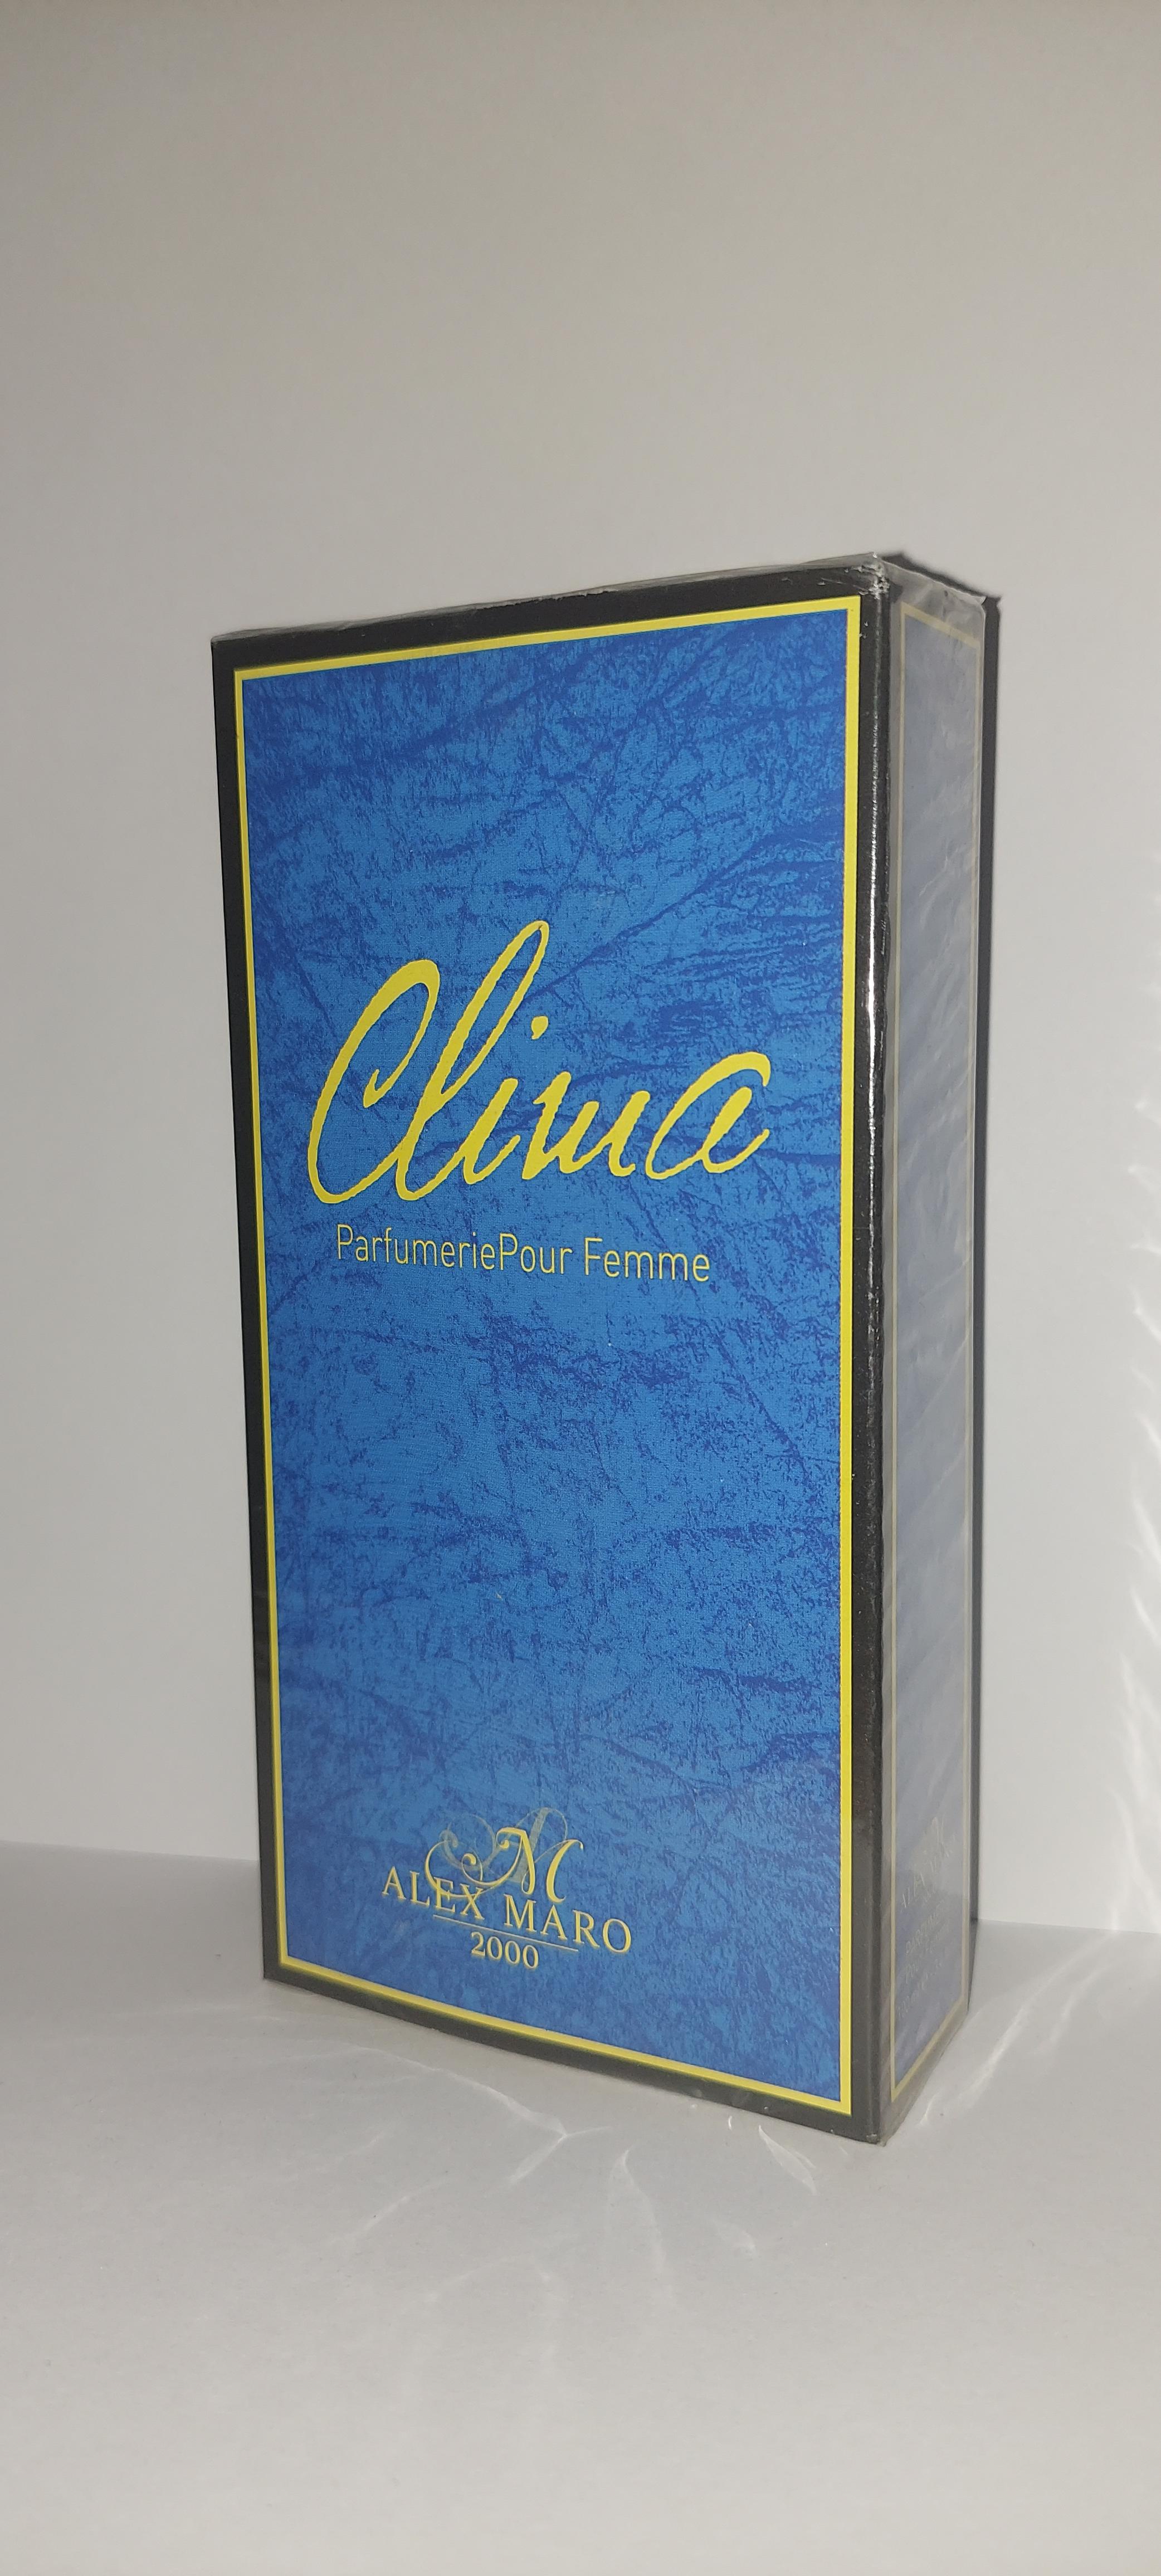 Clima
ParfumeriePour Femme
M
ALEX MARO
2000